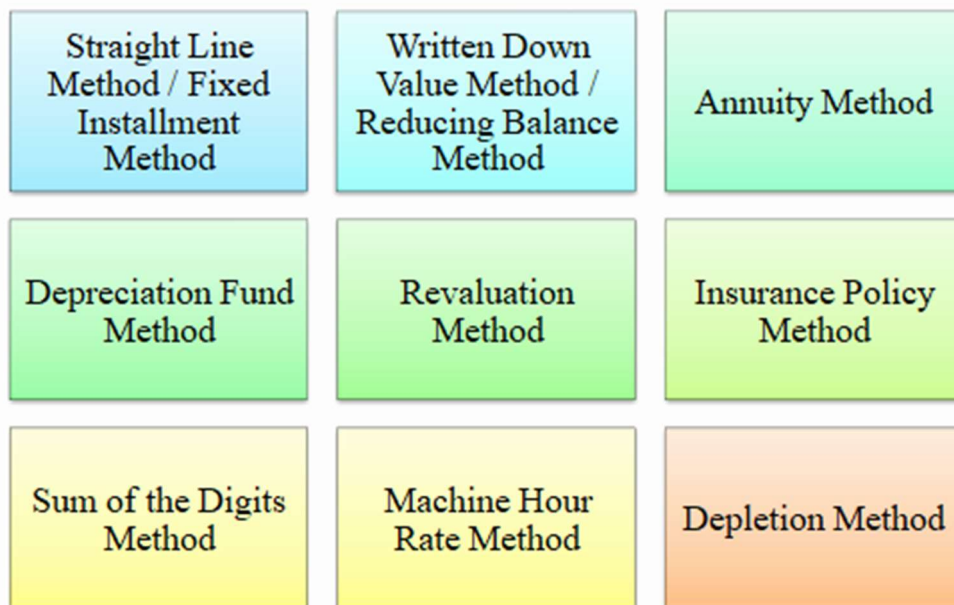 Straight Line
Method / Fixed
Installment
Method
Written Down
Value Method /
Reducing Balance
Method
Annuity Method
Depreciation Fund
Method
Revaluation
Method
Insurance Policy
Method
Sum of the Digits
Method
Machine Hour
Rate Method
Depletion Method